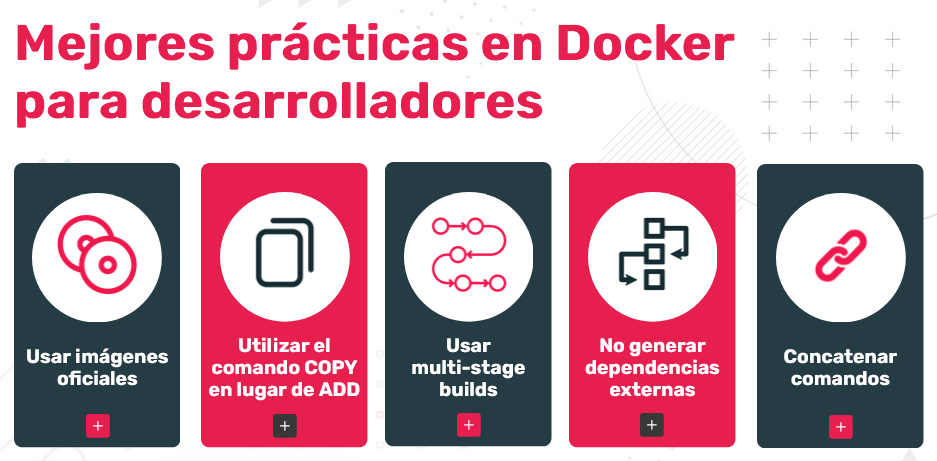 Mejores prácticas en Docker
para desarrolladores
Usar imágenes
oficiales
+
Utilizar el
comando COPY
en lugar de ADD
+
Usar
multi-stage
builds
+
No generar
dependencias
externas
+
Concatenar
comandos
+